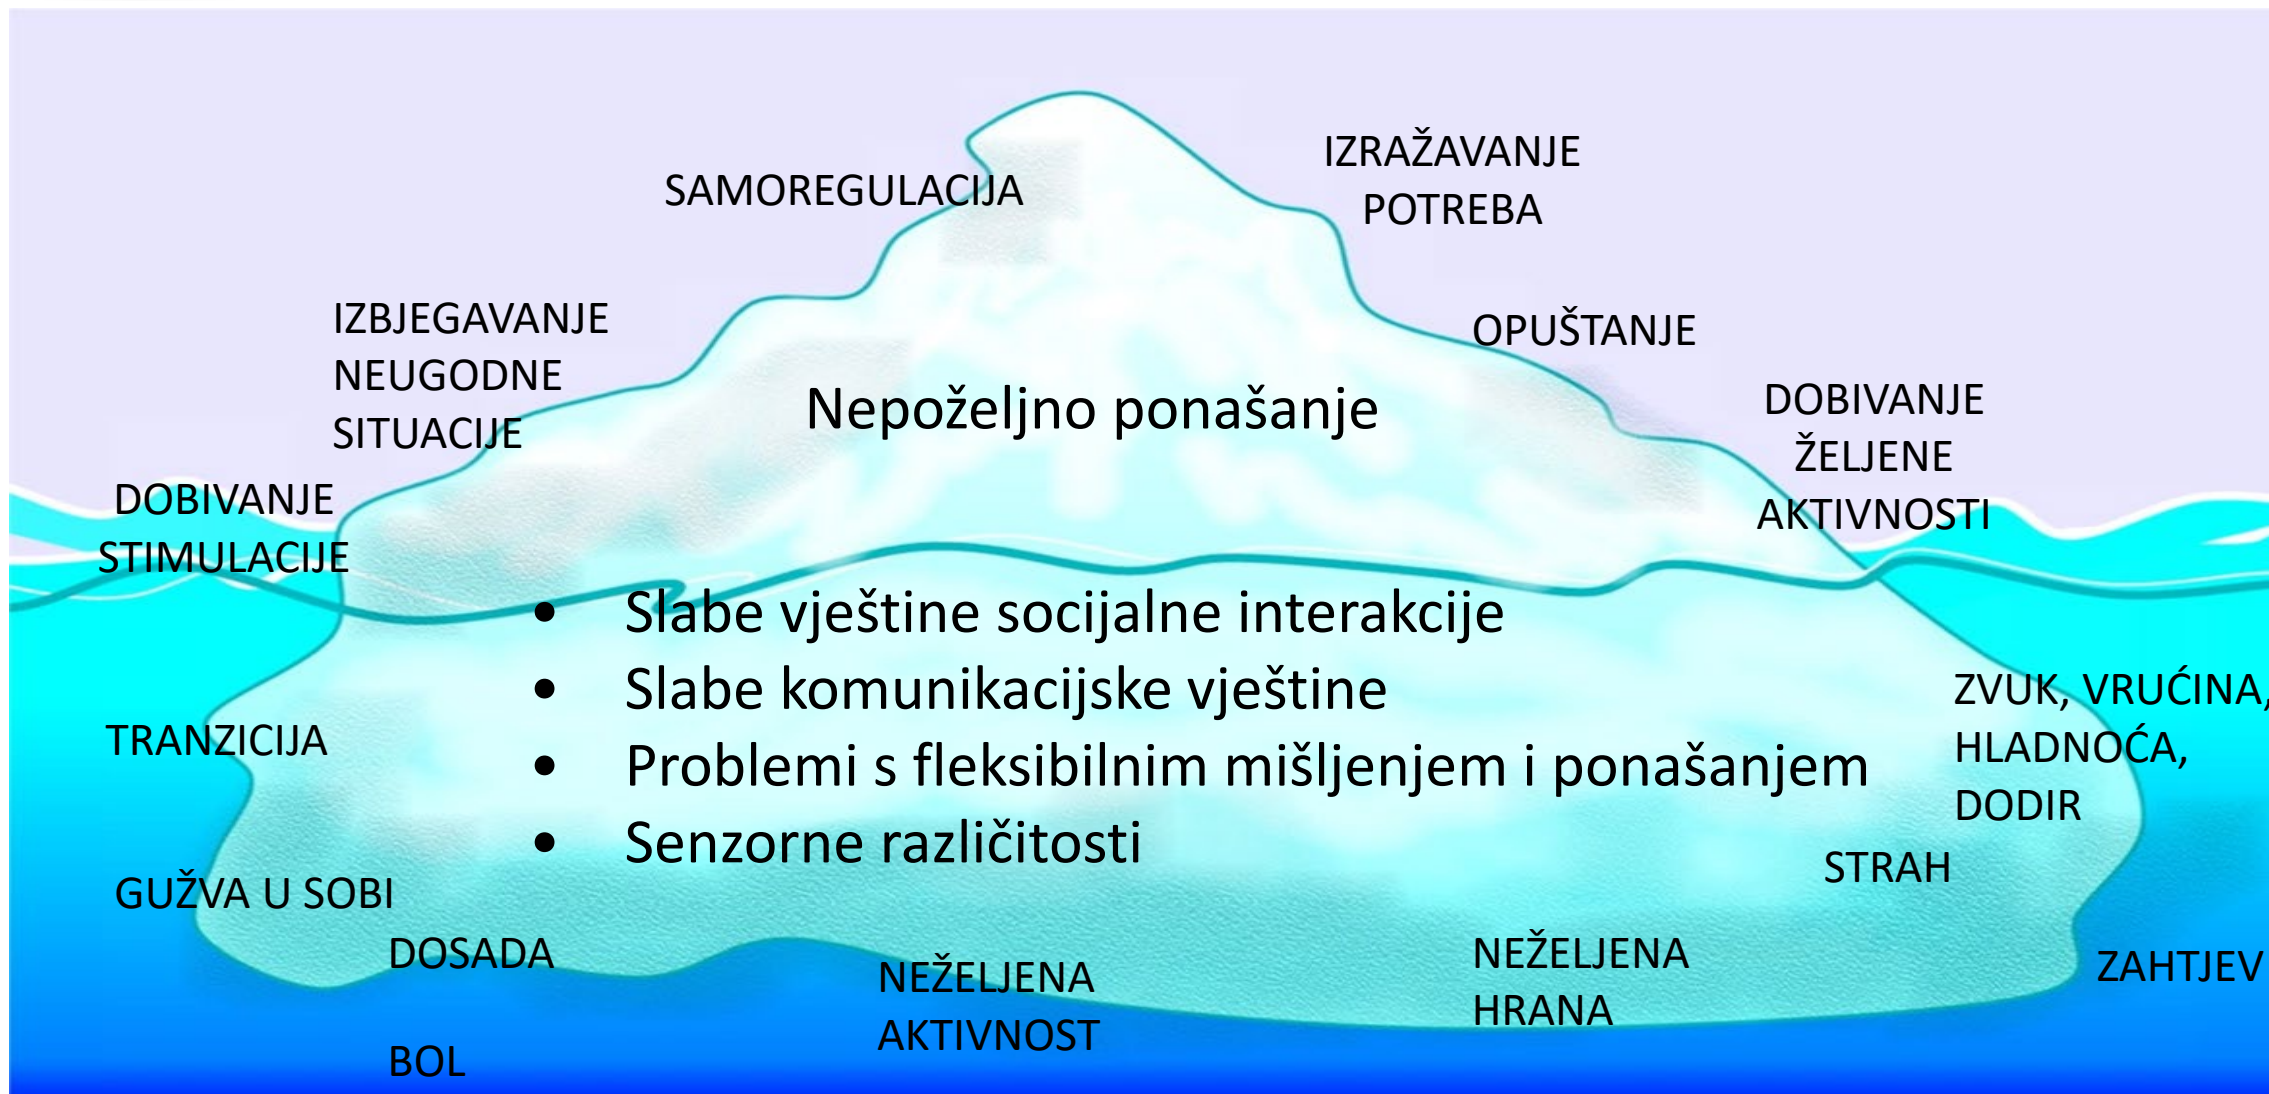 SAMOREGULACIJA
IZRAŽAVANJE
POTREBA
IZBJEGAVANJE
NEUGODNE
SITUACIJE
OPUŠTANJE
Nepoželjno ponašanje
DOBIVANJE
ŽELJENE
AKTIVNOSTI
DOBIVANJE
STIMULACIJE
• Slabe vještine socijalne interakcije
• Slabe komunikacijske vještine
• Problemi s fleksibilnim mišljenjem i ponašanjem
• Senzorne različitosti
TRANZICIJA
ZVUK, VRUĆINA,
HLADNOĆA,
DODIR
GUŽVA U SOBI
STRAH
DOSADA
NEŽELJENA
AKTIVNOST
NEŽELJENA
HRANA
ZAHTJEV
BOL